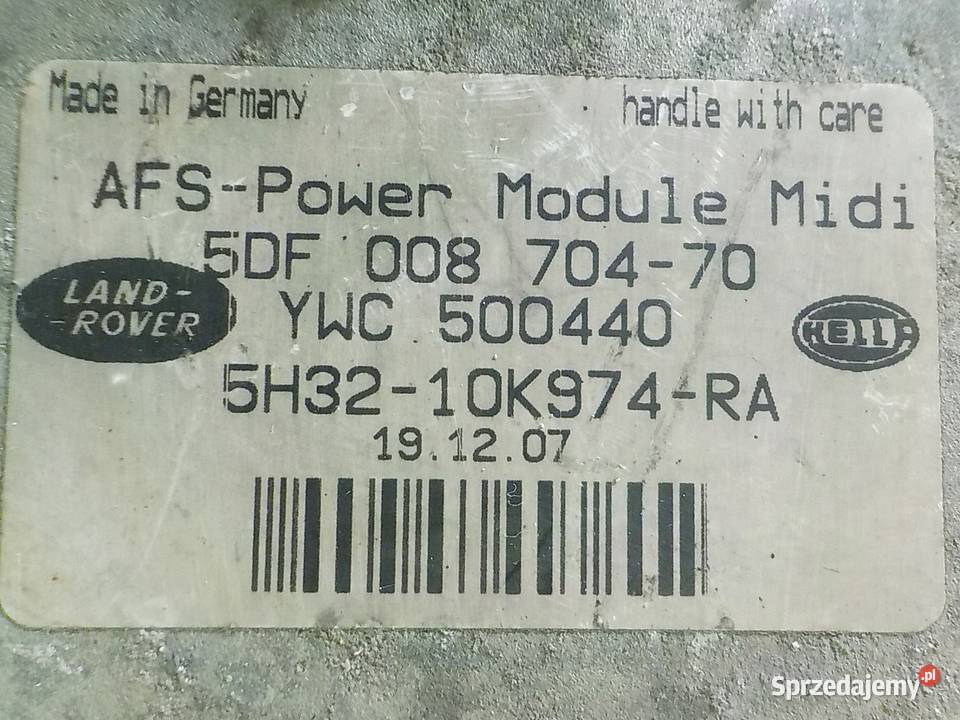 Made in Germany
handle with care
AFS-Power Module Midi
5DF 008 704-70
LAND-
-ROVER
YWC 500440
HELLA
5H32-10K974-RA
19.12.07
Sprzedajemy.pl